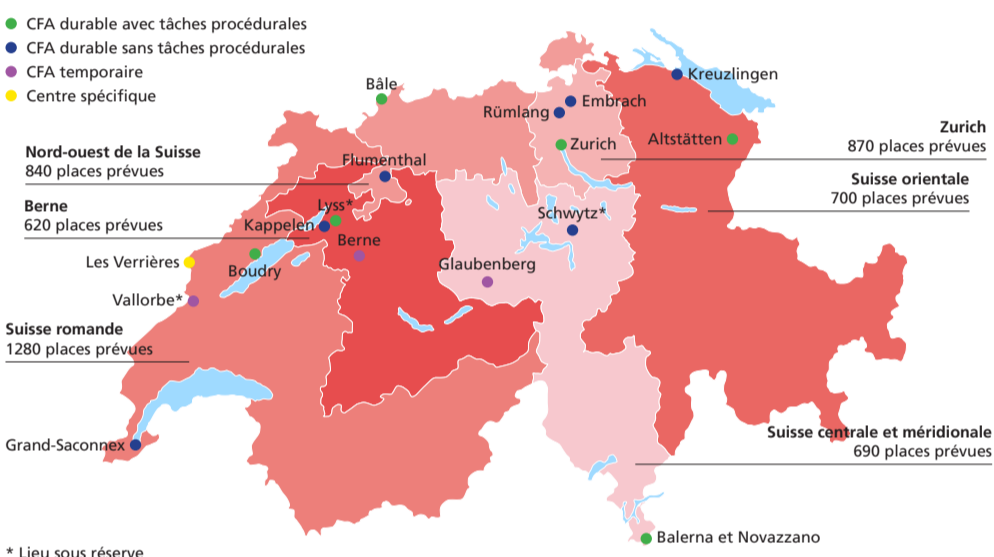 CFA durable avec tâches procédurales
CFA durable sans tâches procédurales
CFA temporaire
Centre spécifique
Bâle
Kreuzlingen
Embrach
Rümlang
Zurich
Altstätten
Zurich
870 places prévues
Nord-ouest de la Suisse
840 places prévues
Flumenthal
Suisse orientale
700 places prévues
Berne
620 places prévues
Lyss*
Kappelen
Schwytz*
Berne
Les Verrières
Boudry
Glaubenberg
Vallorbe*
Suisse romande
1280 places prévues
Grand-Saconnex
Suisse centrale et méridionale
690 places prévues
Balerna et Novazzano
* Lieu sous réserve